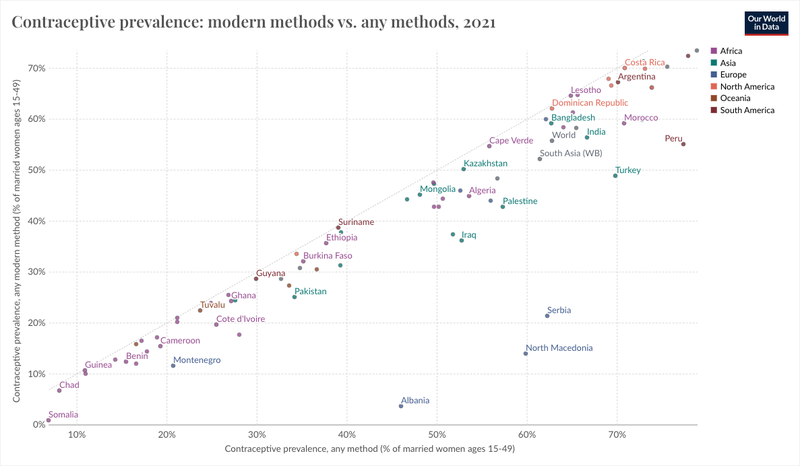 Contraceptive prevalence: modern methods vs. any methods, 2021
Our World
in Data
Contraceptive prevalence, any modern method (% of married women ages 15-49)
70%
60%
50%
40%
30%
20%
10%
0%
Costa Rica
Argentina
Lesotho
Dominican Republic
Bangladesh
Morocco
World
India
Peru
Cape Verde
South Asia (WB)
Kazakhstan
Turkey
Mongolia
Algeria
Palestine
Suriname
Ethiopia
Iraq
Burkina Faso
Guyana
Pakistan
Ghana
Tuvalu
Cote d'Ivoire
Serbia
Cameroon
North Macedonia
Benin
Montenegro
Guinea
Chad
Albania
Somalia
10%
20%
30%
40%
50%
60%
70%
Contraceptive prevalence, any method (% of married women ages 15-49)
Africa
Asia
Europe
North America
Oceania
South America